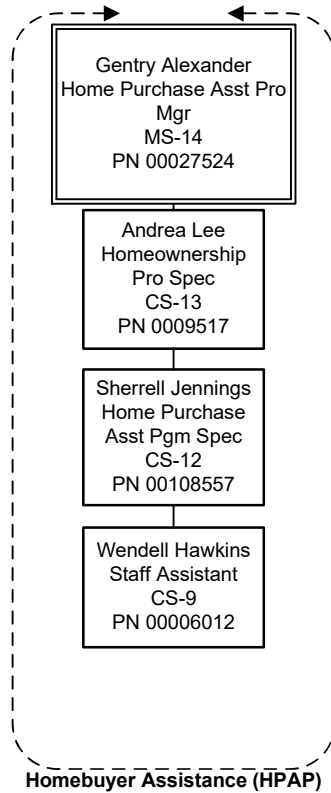 Gentry Alexander
Home Purchase Asst Pro
Mgr
MS-14
PN 00027524
Andrea Lee
Homeownership
Pro Spec
CS-13
PN 0009517
Sherrell Jennings
Home Purchase
Asst Pgm Spec
CS-12
PN 00108557
Wendell Hawkins
Staff Assistant
CS-9
PN 00006012
Homebuyer Assistance (HPAP)